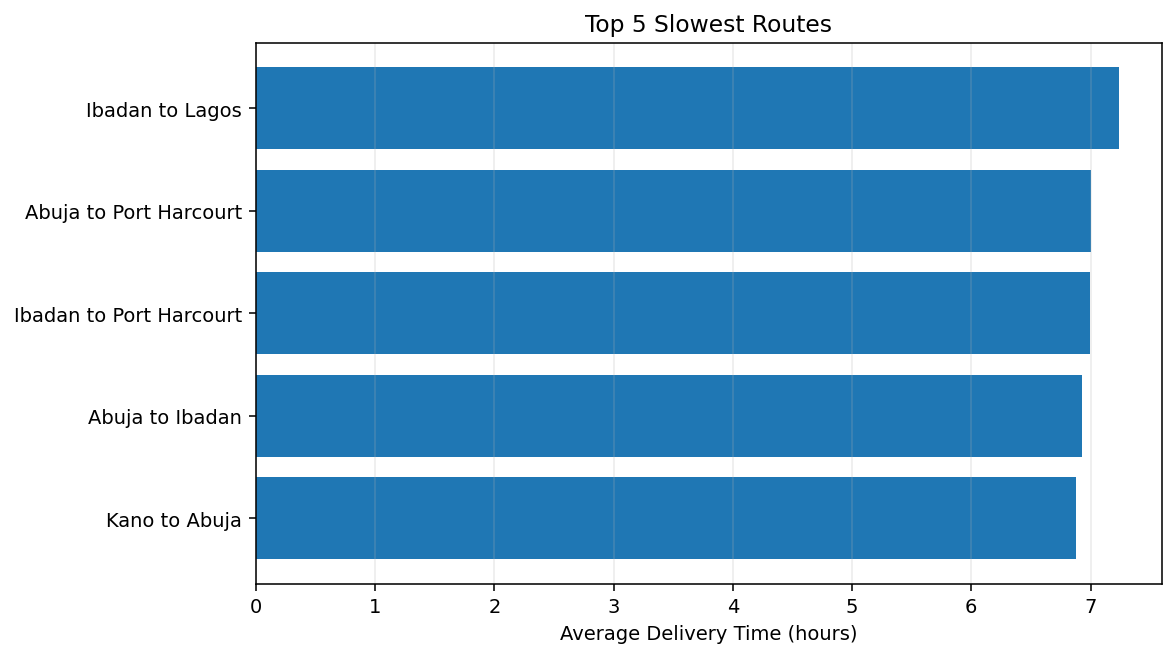 Top 5 Slowest Routes
Ibadan to Lagos
Abuja to Port Harcourt
Ibadan to Port Harcourt
Abuja to Ibadan
Kano to Abuja
0 1 2 3 4 5 6 7
Average Delivery Time (hours)